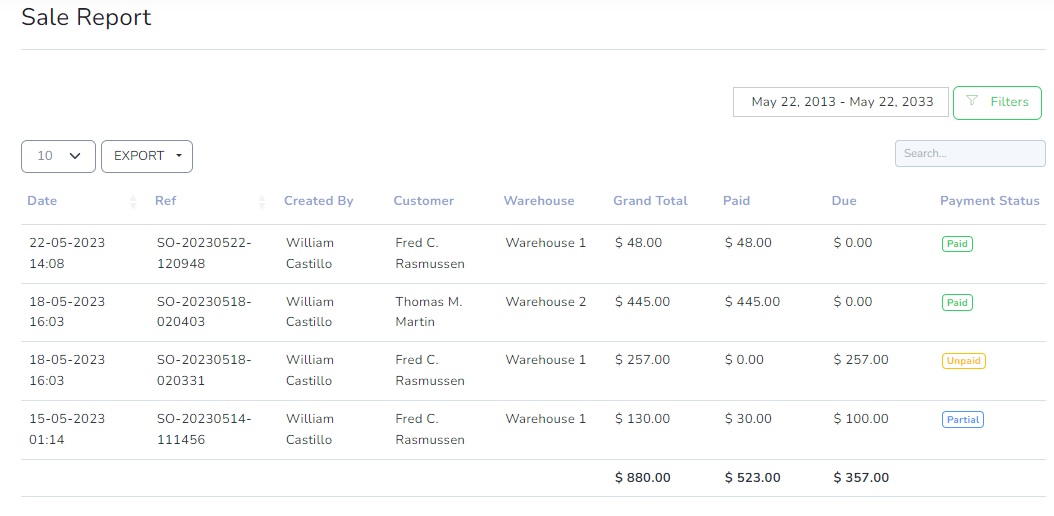 Sale Report
May 22, 2013 - May 22, 2033
Filters
10
EXPORT
Search...
Date Ref Created By Customer Warehouse Grand Total Paid Due Payment Status
22-05-2023 SO-20230522- William Fred C. Warehouse 1 $ 48.00 $ 48.00 $ 0.00 Paid
14:08 120948 Castillo Rasmussen
18-05-2023 SO-20230518- William Thomas M. Warehouse 2 $ 445.00 $ 445.00 $ 0.00 Paid
16:03 020403 Castillo Martin
18-05-2023 SO-20230518- William Fred C. Warehouse 1 $ 257.00 $ 0.00 $ 257.00 Unpaid
16:03 020331 Castillo Rasmussen
15-05-2023 SO-20230514- William Fred C. Warehouse 1 $ 130.00 $ 30.00 $ 100.00 Partial
01:14 111456 Castillo Rasmussen
$ 880.00 $ 523.00 $ 357.00